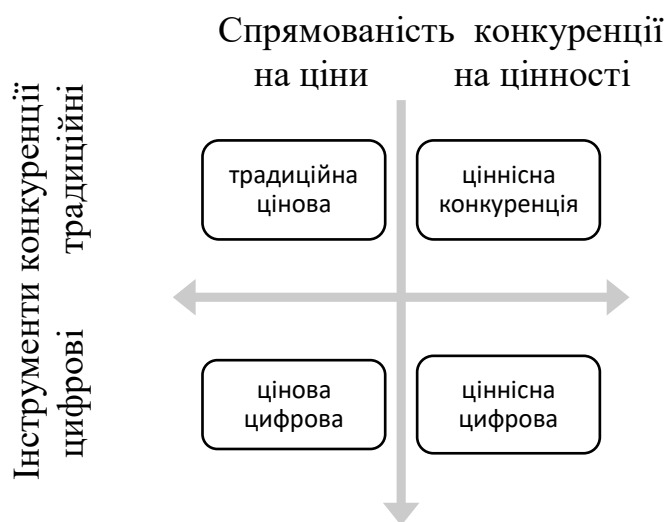 Спрямованість конкуренції
на ціни на цінності
Інструменти конкуренції
традиційні
цифрові
традиційна
цінова
ціннісна
конкуренція
цінова
цифрова
ціннісна
цифрова